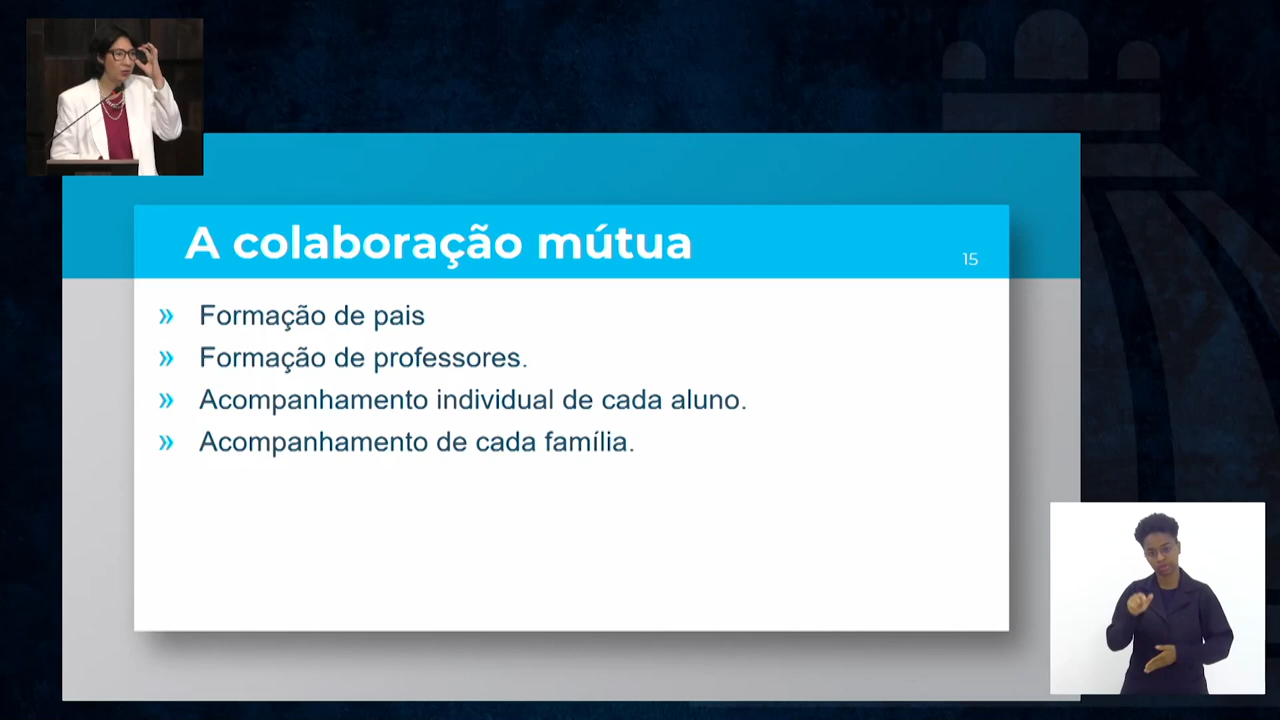 A colaboração mútua
15
» Formação de pais
» Formação de professores.
» Acompanhamento individual de cada aluno.
» Acompanhamento de cada família.